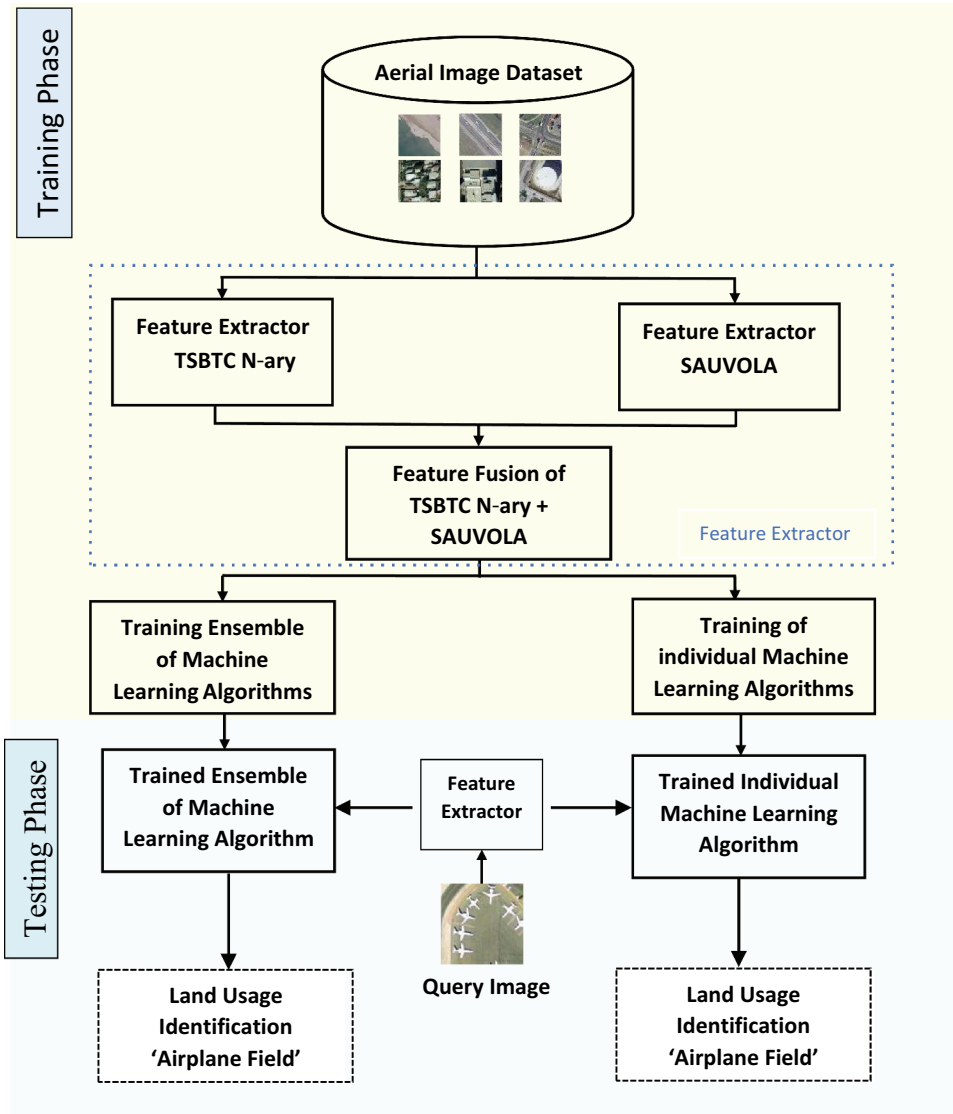 Training Phase
Aerial Image Dataset
Feature Extractor
TSBTC N-ary
Feature Extractor
SAUVOLA
Feature Fusion of
TSBTC N-ary +
SAUVOLA
Feature Extractor
Training Ensemble
of Machine
Learning Algorithms
Training of
individual Machine
Learning Algorithms
Testing Phase
Trained Ensemble
of Machine
Learning Algorithm
Feature
Extractor
Trained Individual
Machine Learning
Algorithm
Query Image
Land Usage
Identification
‘Airplane Field’
Land Usage
Identification
‘Airplane Field’